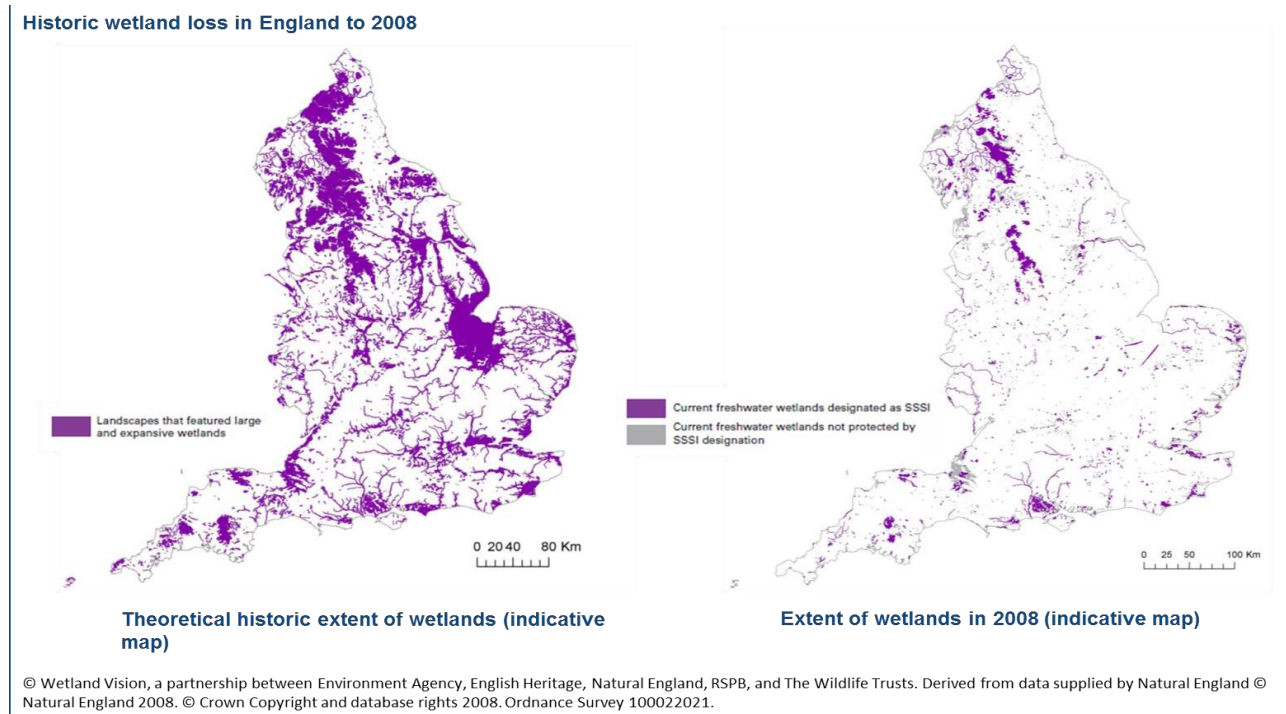 Historic wetland loss in England to 2008
Landscapes that featured large
and expansive wetlands
0 20 40 80 Km
Theoretical historic extent of wetlands (indicative
map)
Current freshwater wetlands designated as SSSI
Current freshwater wetlands not protected by
SSSI designation
0 25 50 100 Km
Extent of wetlands in 2008 (indicative map)
© Wetland Vision, a partnership between Environment Agency, English Heritage, Natural England, RSPB, and The Wildlife Trusts. Derived from data supplied by Natural England ©
Natural England 2008. © Crown Copyright and database rights 2008. Ordnance Survey 100022021.